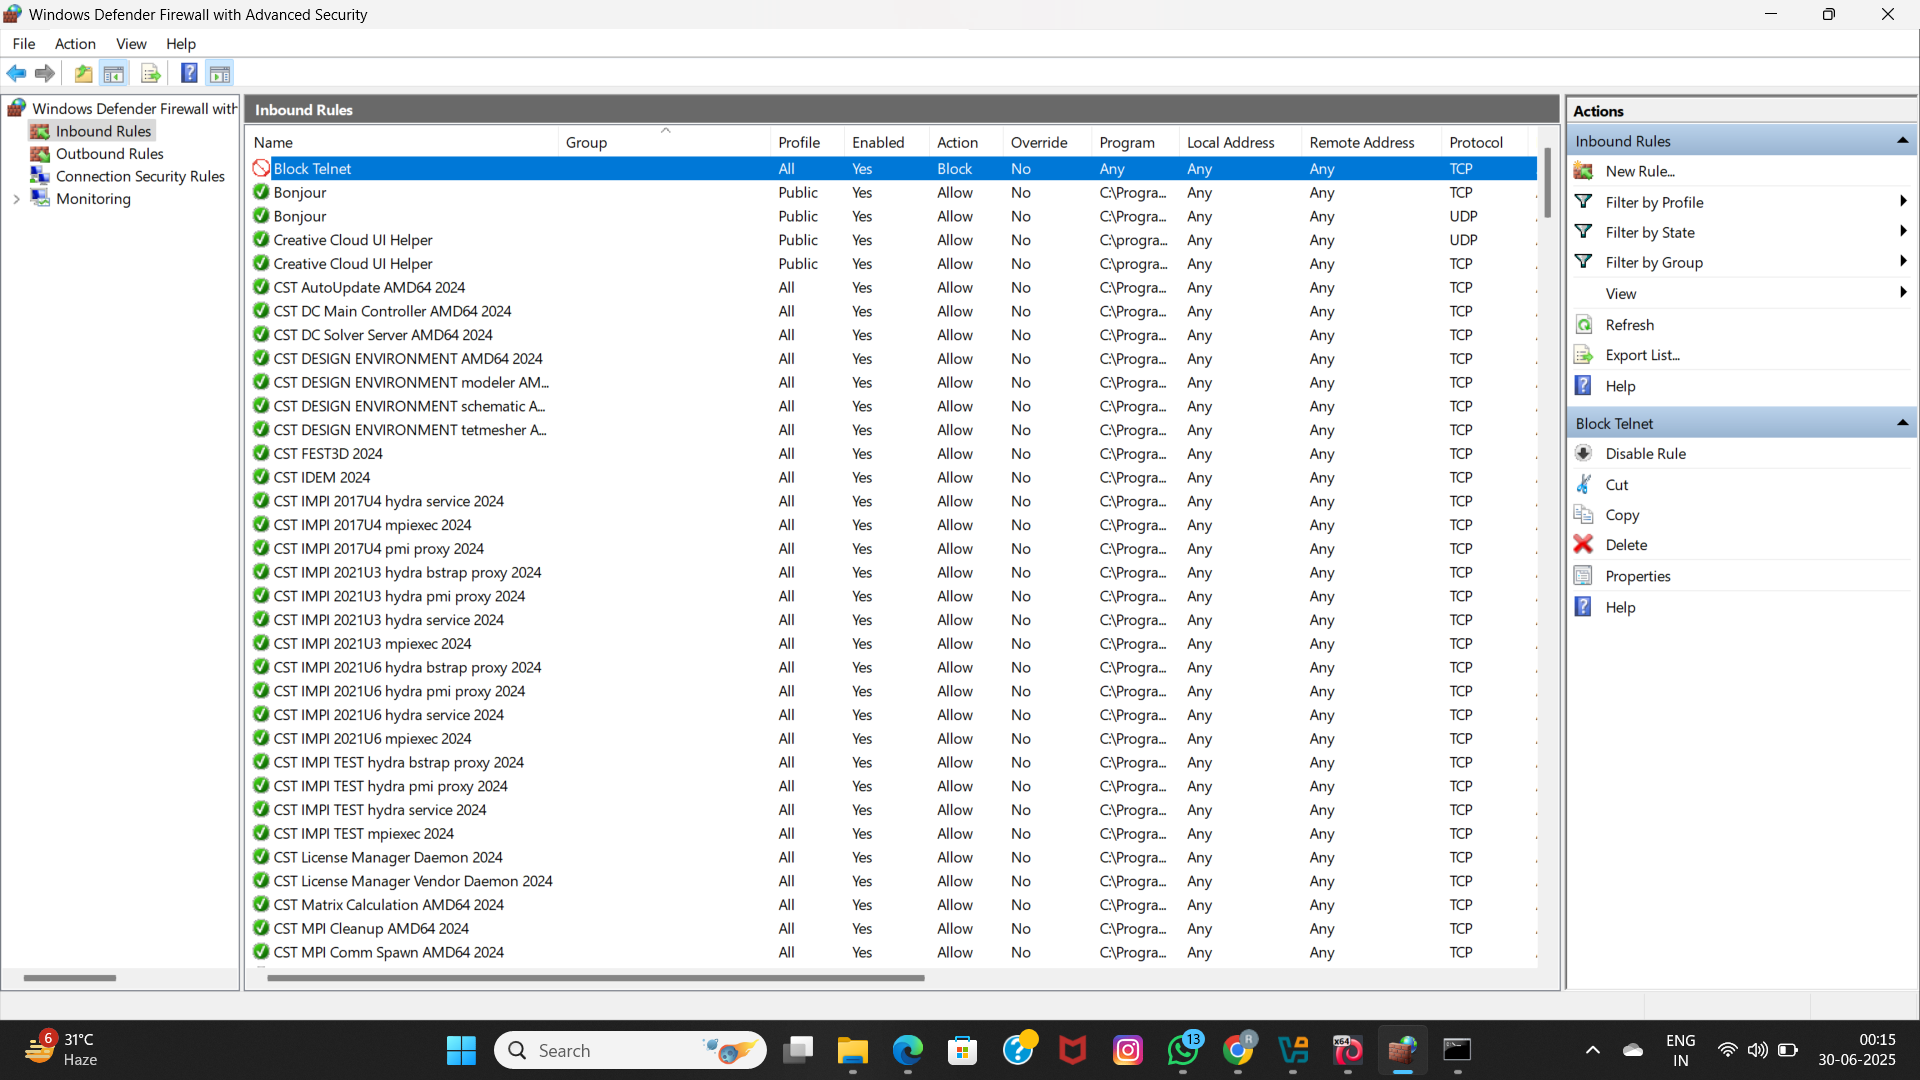 Windows Defender Firewall with Advanced Security
File Action View Help
Windows Defender Firewall with
Inbound Rules
Outbound Rules
Connection Security Rules
Monitoring
Inbound Rules
Name Group Profile Enabled Action Override Program Local Address Remote Address Protocol
Block Telnet All Yes Block No Any Any Any TCP
Bonjour Public Yes Allow No C:\Progra... Any Any TCP
Bonjour Public Yes Allow No C:\Progra... Any Any UDP
Creative Cloud UI Helper Public Yes Allow No C:\progra... Any Any UDP
Creative Cloud UI Helper Public Yes Allow No C:\progra... Any Any TCP
CST AutoUpdate AMD64 2024 All Yes Allow No C:\Progra... Any Any TCP
CST DC Main Controller AMD64 2024 All Yes Allow No C:\Progra... Any Any TCP
CST DC Solver Server AMD64 2024 All Yes Allow No C:\Progra... Any Any TCP
CST DESIGN ENVIRONMENT AMD64 2024 All Yes Allow No C:\Progra... Any Any TCP
CST DESIGN ENVIRONMENT modeler AM... All Yes Allow No C:\Progra... Any Any TCP
CST DESIGN ENVIRONMENT schematic A... All Yes Allow No C:\Progra... Any Any TCP
CST DESIGN ENVIRONMENT tetmesher A... All Yes Allow No C:\Progra... Any Any TCP
CST FEST3D 2024 All Yes Allow No C:\Progra... Any Any TCP
CST IDEM 2024 All Yes Allow No C:\Progra... Any Any TCP
CST IMPI 2017U4 hydra service 2024 All Yes Allow No C:\Progra... Any Any TCP
CST IMPI 2017U4 mpiexec 2024 All Yes Allow No C:\Progra... Any Any TCP
CST IMPI 2017U4 pmi proxy 2024 All Yes Allow No C:\Progra... Any Any TCP
CST IMPI 2021U3 hydra bstrap proxy 2024 All Yes Allow No C:\Progra... Any Any TCP
CST IMPI 2021U3 hydra pmi proxy 2024 All Yes Allow No C:\Progra... Any Any TCP
CST IMPI 2021U3 hydra service 2024 All Yes Allow No C:\Progra... Any Any TCP
CST IMPI 2021U3 mpiexec 2024 All Yes Allow No C:\Progra... Any Any TCP
CST IMPI 2021U6 hydra bstrap proxy 2024 All Yes Allow No C:\Progra... Any Any TCP
CST IMPI 2021U6 hydra pmi proxy 2024 All Yes Allow No C:\Progra... Any Any TCP
CST IMPI 2021U6 hydra service 2024 All Yes Allow No C:\Progra... Any Any TCP
CST IMPI 2021U6 mpiexec 2024 All Yes Allow No C:\Progra... Any Any TCP
CST IMPI TEST hydra bstrap proxy 2024 All Yes Allow No C:\Progra... Any Any TCP
CST IMPI TEST hydra pmi proxy 2024 All Yes Allow No C:\Progra... Any Any TCP
CST IMPI TEST hydra service 2024 All Yes Allow No C:\Progra... Any Any TCP
CST IMPI TEST mpiexec 2024 All Yes Allow No C:\Progra... Any Any TCP
CST License Manager Daemon 2024 All Yes Allow No C:\Progra... Any Any TCP
CST License Manager Vendor Daemon 2024 All Yes Allow No C:\Progra... Any Any TCP
CST Matrix Calculation AMD64 2024 All Yes Allow No C:\Progra... Any Any TCP
CST MPI Cleanup AMD64 2024 All Yes Allow No C:\Progra... Any Any TCP
CST MPI Comm Spawn AMD64 2024 All Yes Allow No C:\Progra... Any Any TCP
Actions
Inbound Rules
New Rule...
Filter by Profile
Filter by State
Filter by Group
View
Refresh
Export List...
Help
Block Telnet
Disable Rule
Cut
Copy
Delete
Properties
Help
6 31°C
Haze
Search
13
R
x64
ENG
IN
00:15
30-06-2025